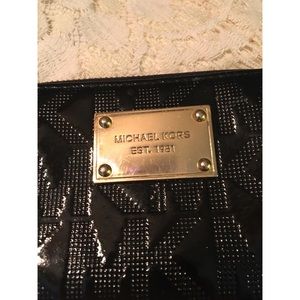 MICHAEL KORS
EST. 1981